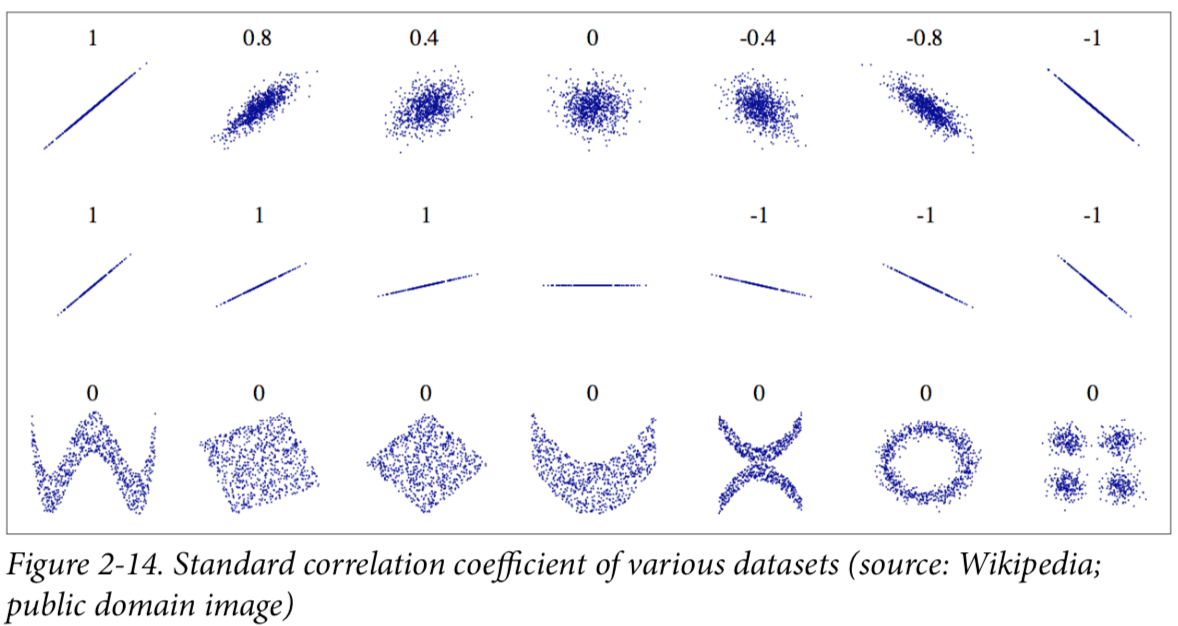 1 0.8 0.4 0 -0.4 -0.8 -1
1 1 1 -1 -1 -1
0 0 0 0 0 0 0
Figure 2-14. Standard correlation coefficient of various datasets (source: Wikipedia;
public domain image)